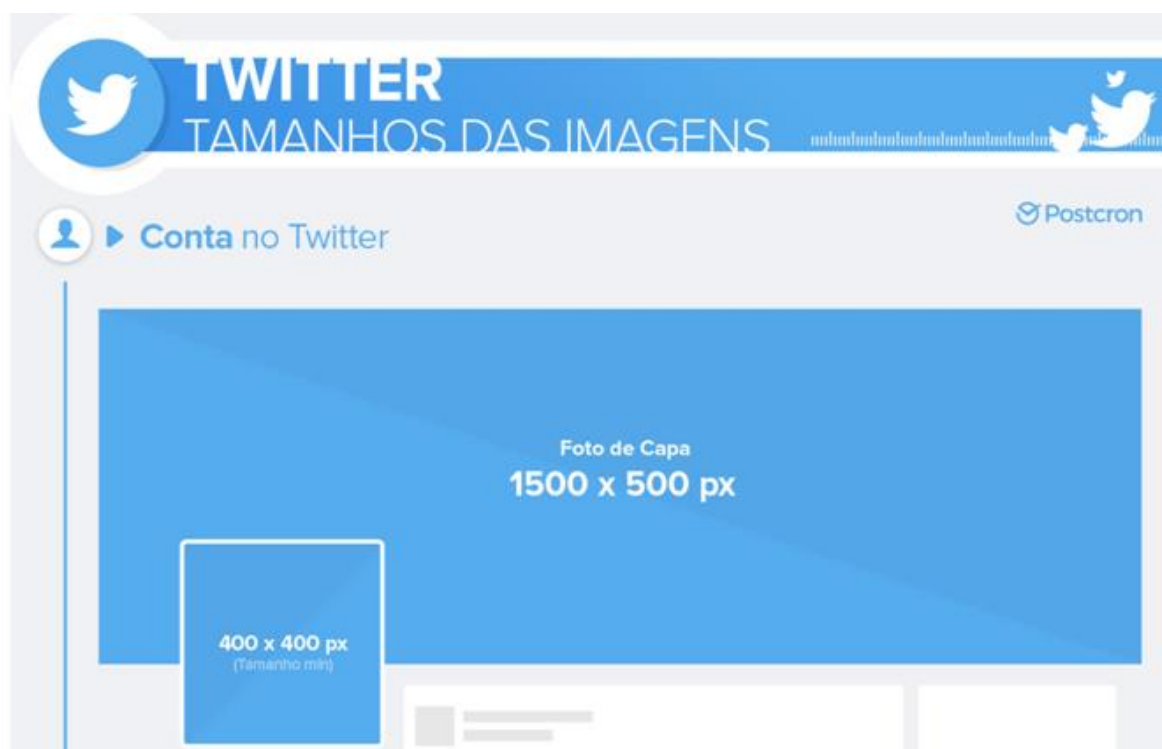 TWITTER
TAMANHOS DAS IMAGENS
Postcron
Conta no Twitter
Foto de Capa
1500 x 500 px
400 x 400 px
(Tamanho min)